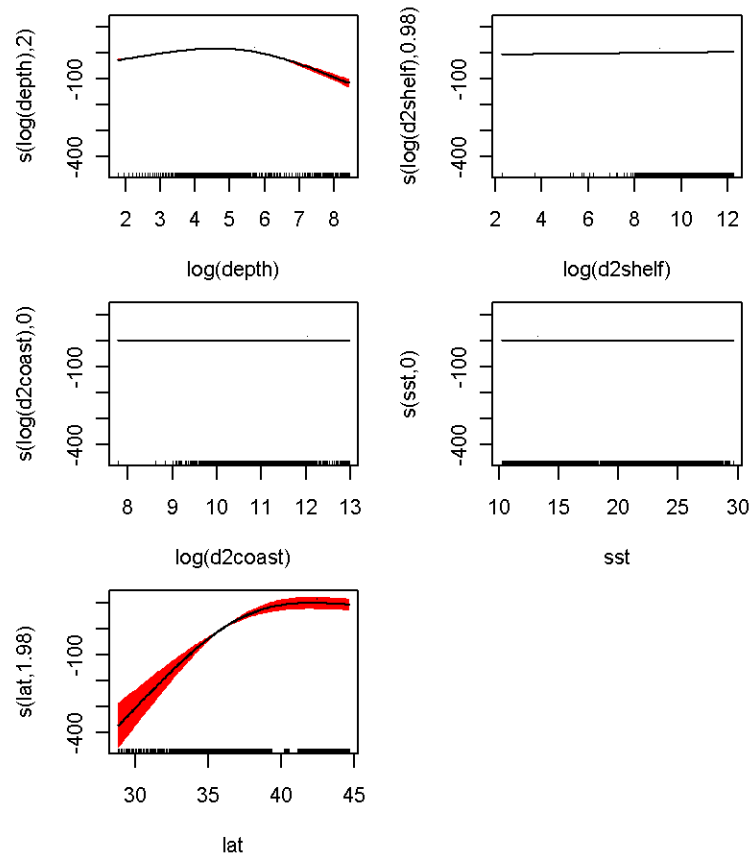 s(log(depth),2)
-100
-400
2 3 4 5 6 7 8
log(depth)
s(log(d2shelf),0.98)
-100
-400
2 4 6 8 10 12
log(d2shelf)
s(log(d2coast),0)
-100
-400
8 9 10 11 12 13
log(d2coast)
s(sst,0)
-100
-400
10 15 20 25 30
sst
s(lat,1.98)
-100
-400
30 35 40 45
lat